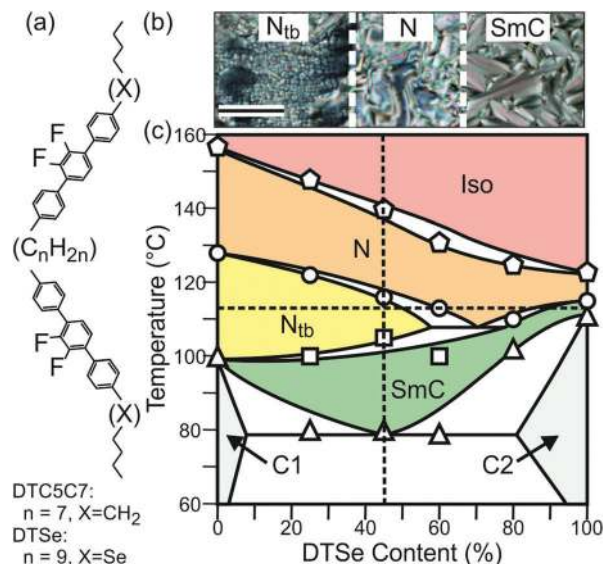 (a)
(X)
F
F
(CnH2n)
F
F
(X)
DTC5C7:
n = 7, X=CH2
DTSe:
n = 9, X=Se
(b)
Ntb
N
SmC
(c)
160
140
120
100
80
60
Temperature (°C)
Iso
N
Ntb
SmC
C1
C2
0
20
40
60
80
100
DTSe Content (%)